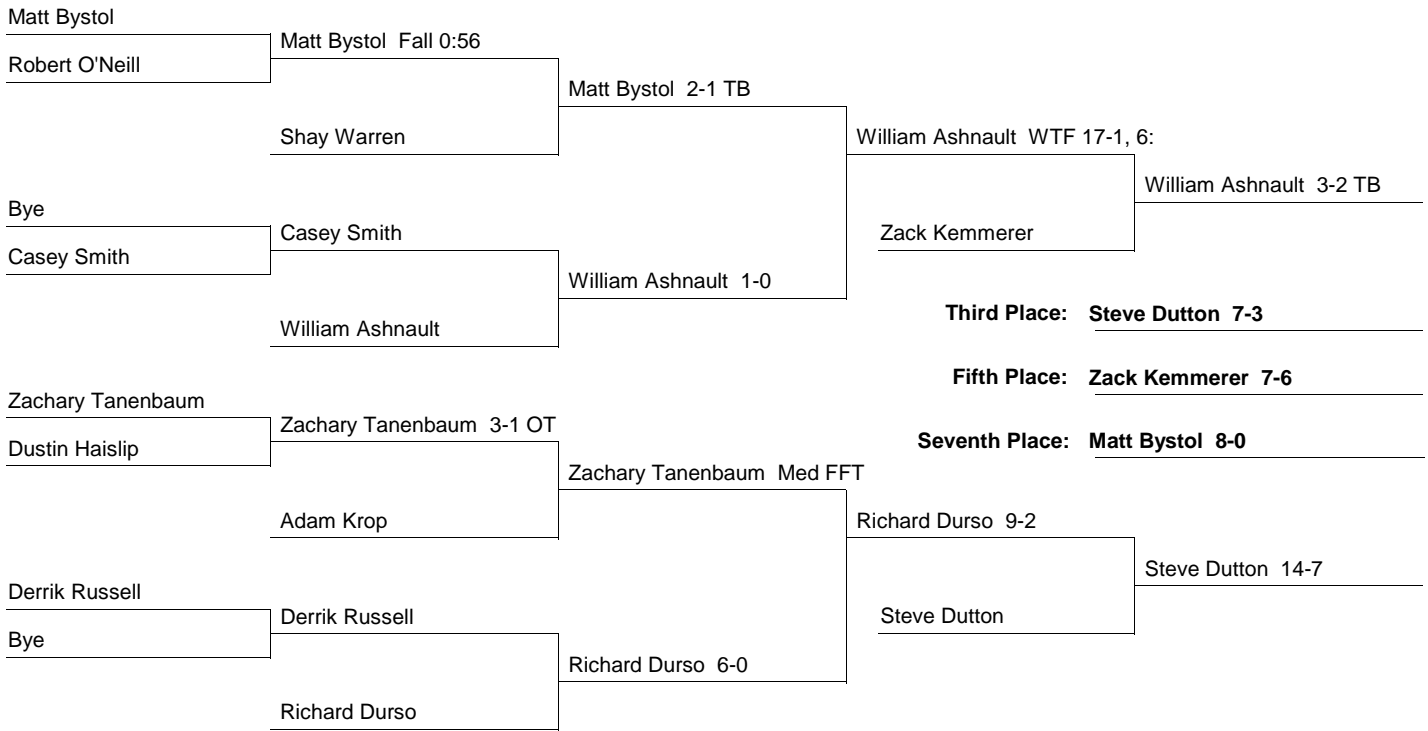 Matt Bystol
Matt Bystol  Fall 0:56
Robert O'Neill
Matt Bystol  2-1 TB
Shay Warren
William Ashnault  WTF 17-1, 6:
William Ashnault  3-2 TB
Bye
Casey Smith
Zack Kemmerer
Casey Smith
William Ashnault  1-0
Third Place: Steve Dutton  7-3
William Ashnault
Fifth Place: Zack Kemmerer  7-6
Zachary Tanenbaum
Zachary Tanenbaum  3-1 OT
Dustin Haislip
Seventh Place: Matt Bystol  8-0
Zachary Tanenbaum  Med FFT
Adam Krop
Richard Durso  9-2
Steve Dutton  14-7
Derrik Russell
Derrik Russell
Steve Dutton
Bye
Richard Durso  6-0
Richard Durso